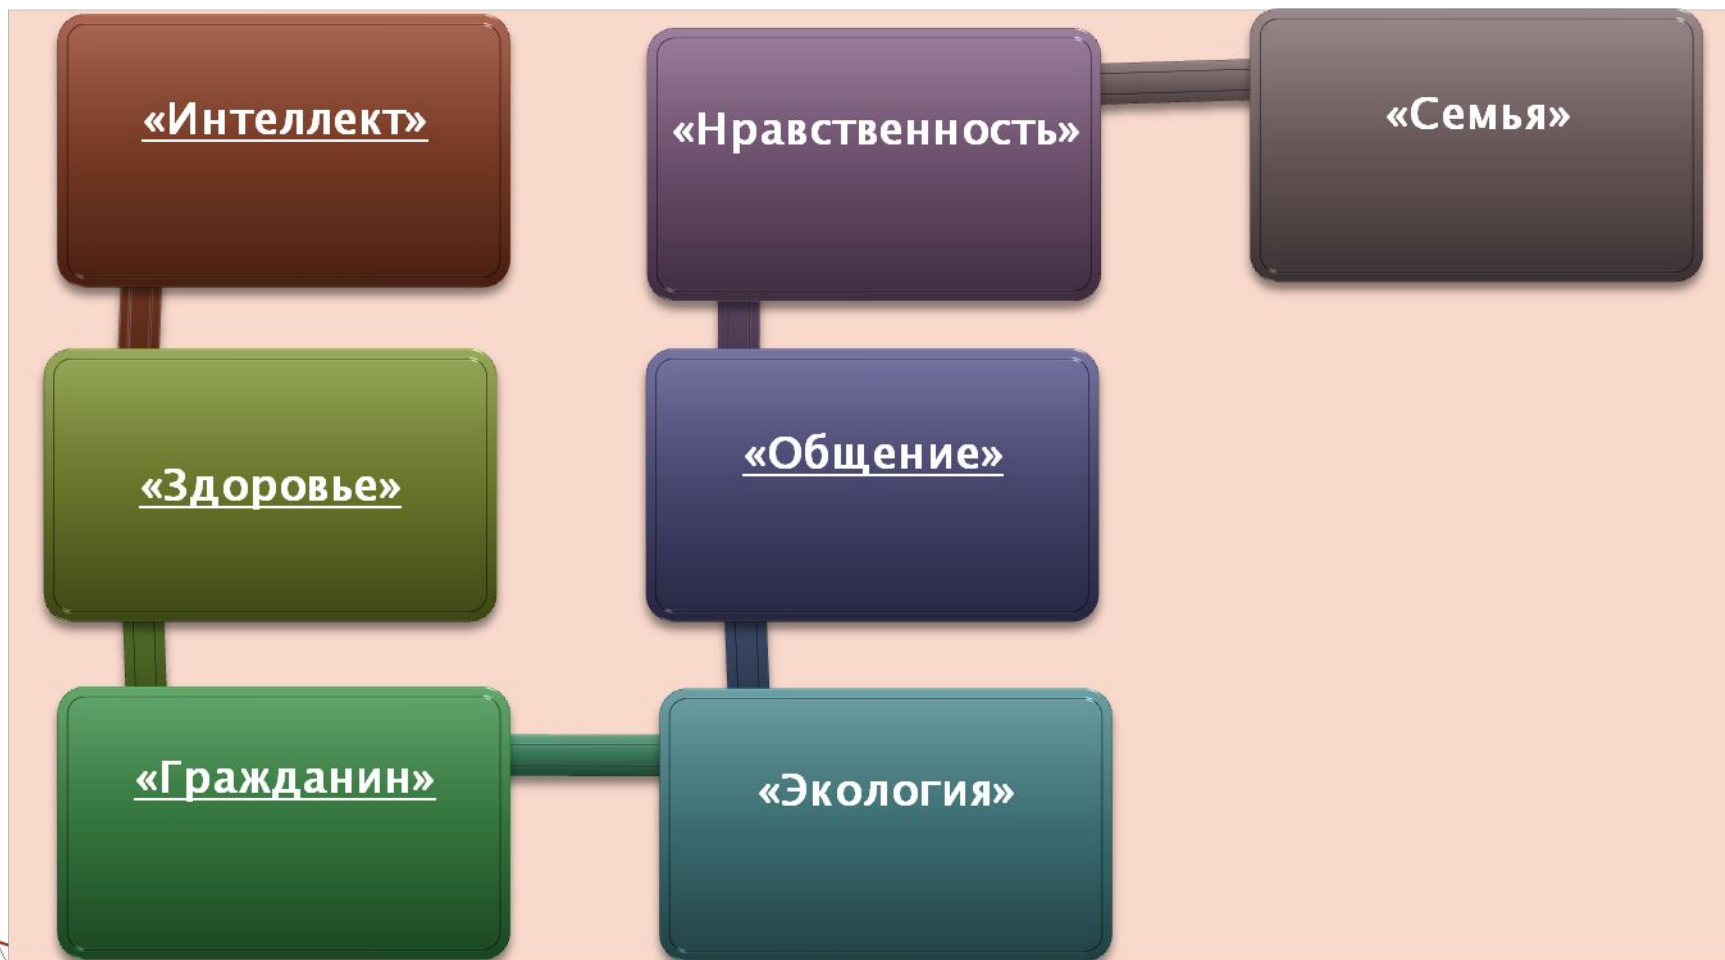 «Интеллект»
«Здоровье»
«Гражданин»
«Экология»
«Общение»
«Нравственность»
«Семья»